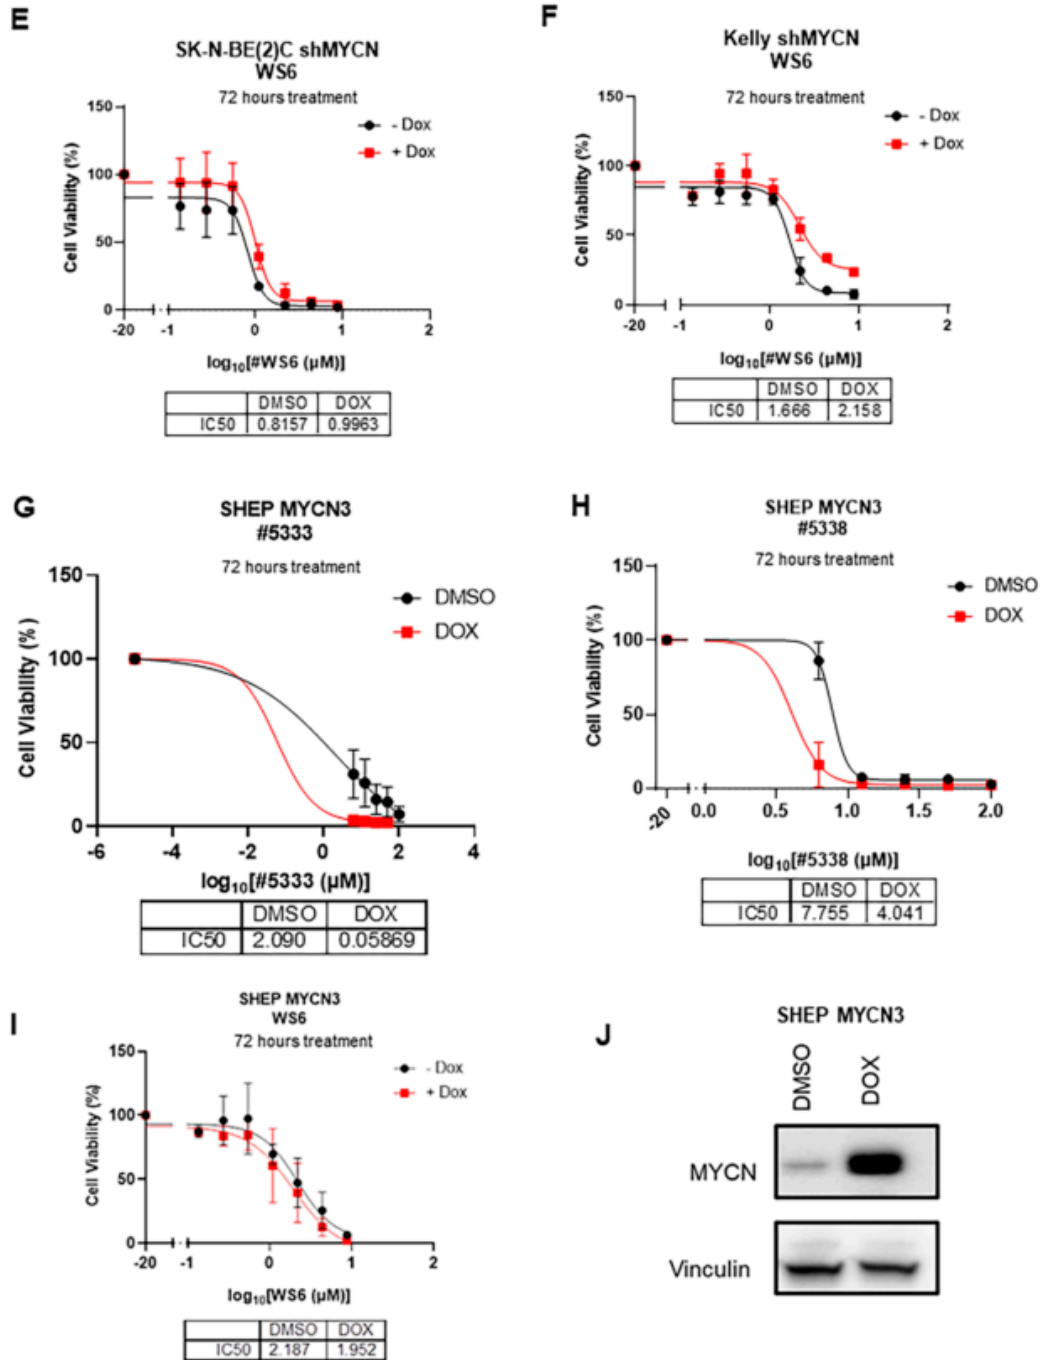 E
SK-N-BE(2)C shMYCN
WS6
72 hours treatment
150
100
50
0
Cell Viability (%)
- Dox
+ Dox
-20 -1 0 1 2
log10[#WS6 (µM)]
DMSO DOX
IC50 0.8157 0.9963
F
Kelly shMYCN
WS6
72 hours treatment
150
100
50
0
Cell Viability (%)
- Dox
+ Dox
-20 -1 0 1 2
log10[#WS6 (µM)]
DMSO DOX
IC50 1.666 2.158
G
SHEP MYCN3
#5333
72 hours treatment
150
100
50
0
Cell Viability (%)
DMSO
DOX
-6 -4 -2 0 2 4
log10[#5333 (µM)]
DMSO DOX
IC50 2.090 0.05869
H
SHEP MYCN3
#5338
72 hours treatment
150
100
50
0
Cell Viability (%)
DMSO
DOX
-20 0.0 0.5 1.0 1.5 2.0
log10[#5338 (µM)]
DMSO DOX
IC50 7.755 4.041
I
SHEP MYCN3
WS6
72 hours treatment
150
100
50
0
Cell Viability (%)
- Dox
+ Dox
-20 -1 0 1 2
log10[WS6 (µM)]
DMSO DOX
IC50 2.187 1.952
J
SHEP MYCN3
DMSO DOX
MYCN
Vinculin